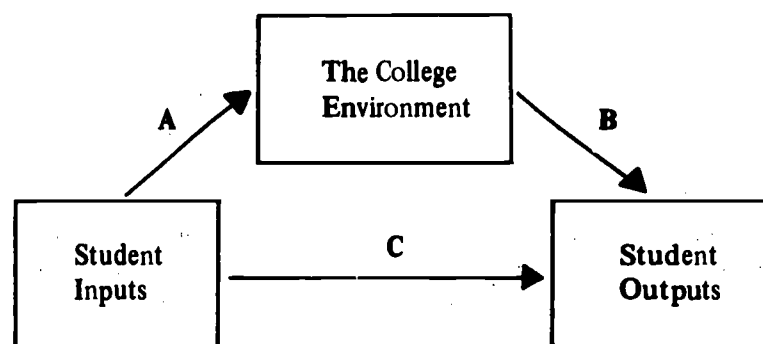 The College
Environment
A
B
Student
Inputs
C
Student
Outputs